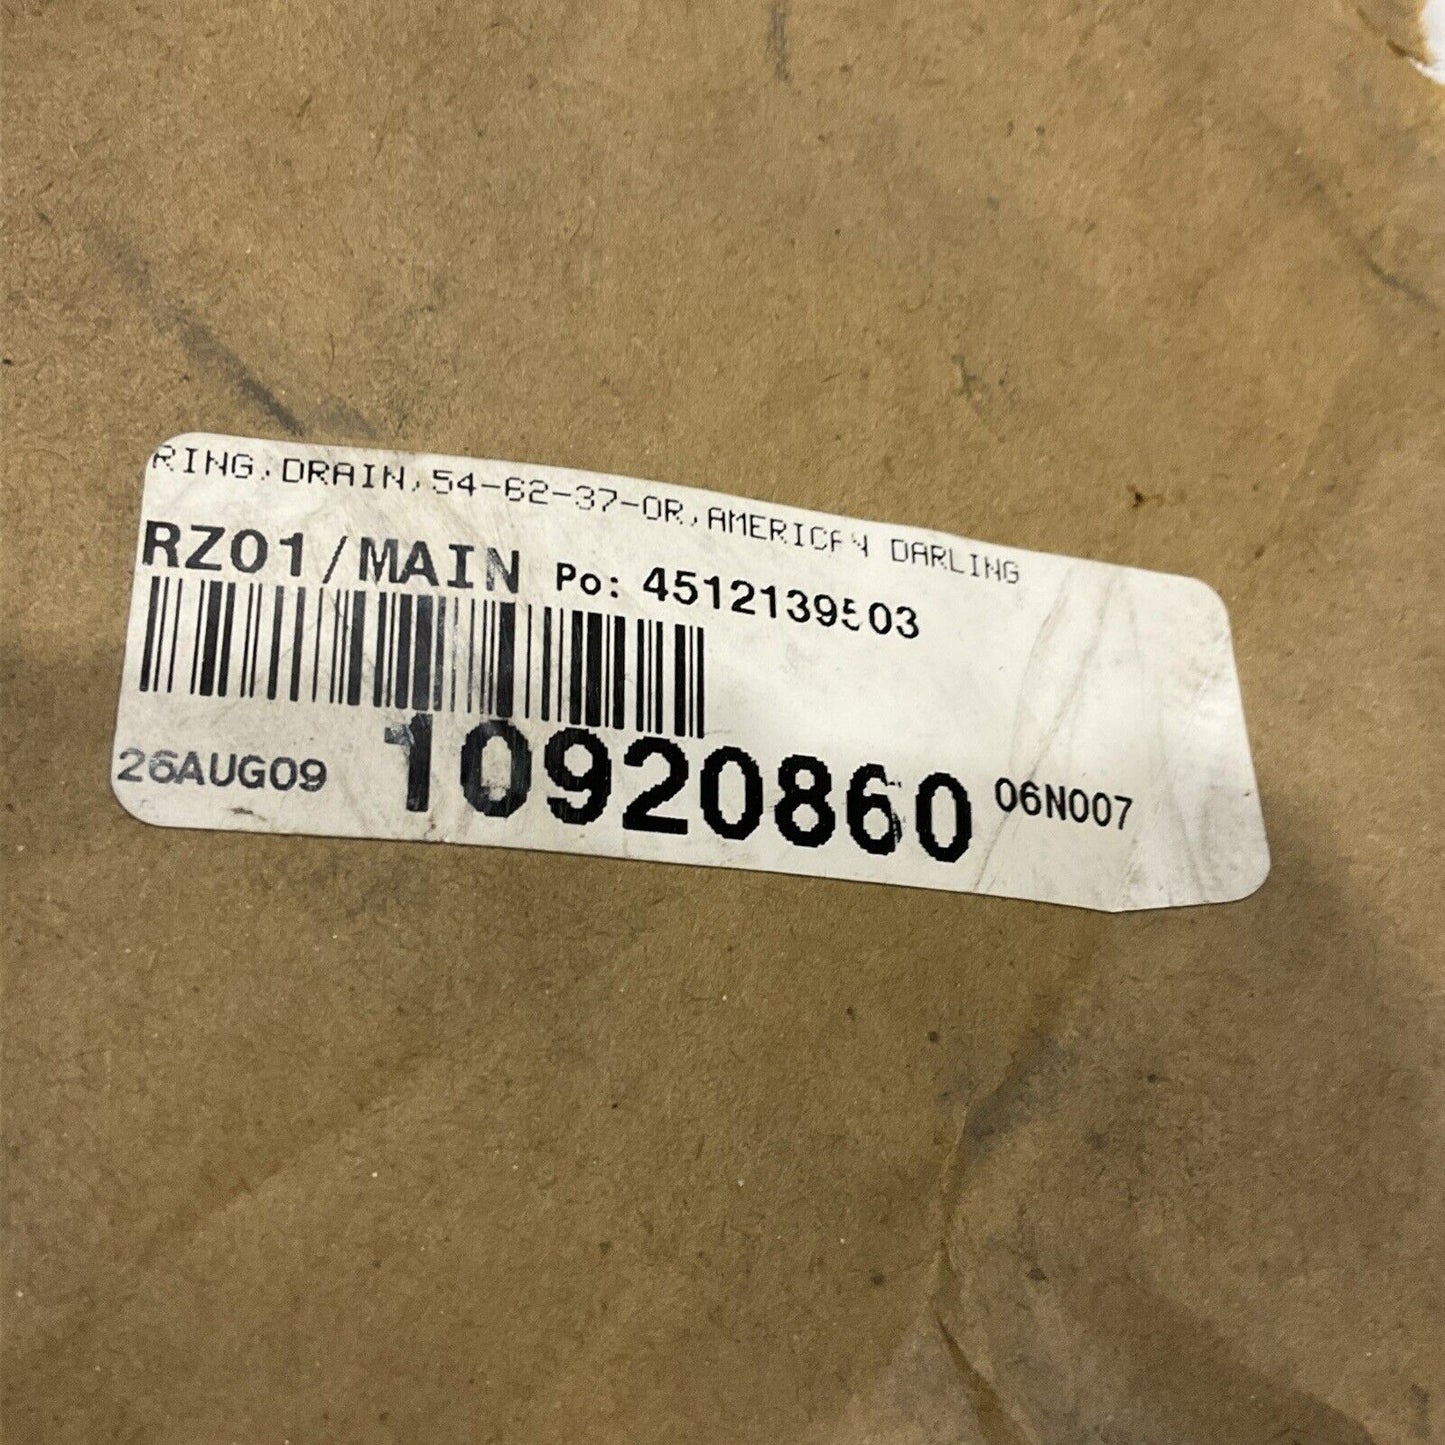 RING,DRAIN,54-62-37-OR,AMERICAN DARLING
RZ01/MAIN Po: 4512139503
26AUG09 10920860 06N007